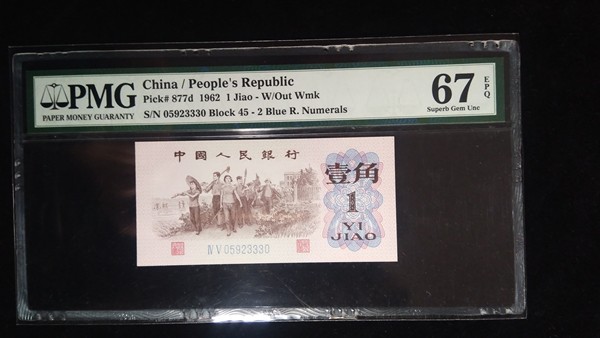 PMG
PAPER MONEY GUARANTY
China / People's Republic
Pick# 877d 1962 1 Jiao - W/Out Wmk
S/N 05923330 Block 45 - 2 Blue R. Numerals
67 EPQ
Superb Gem Unc
中國人民銀行
壹角
1
YI
JIAO
IV V 05923330